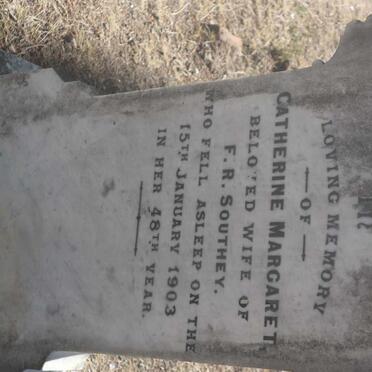 LOVING MEMORY
— OF —
CATHERINE MARGARET,
BELOVED WIFE OF
F. R. SOUTHEY.
WHO FELL ASLEEP ON THE
15TH JANUARY 1903
IN HER 48TH YEAR.